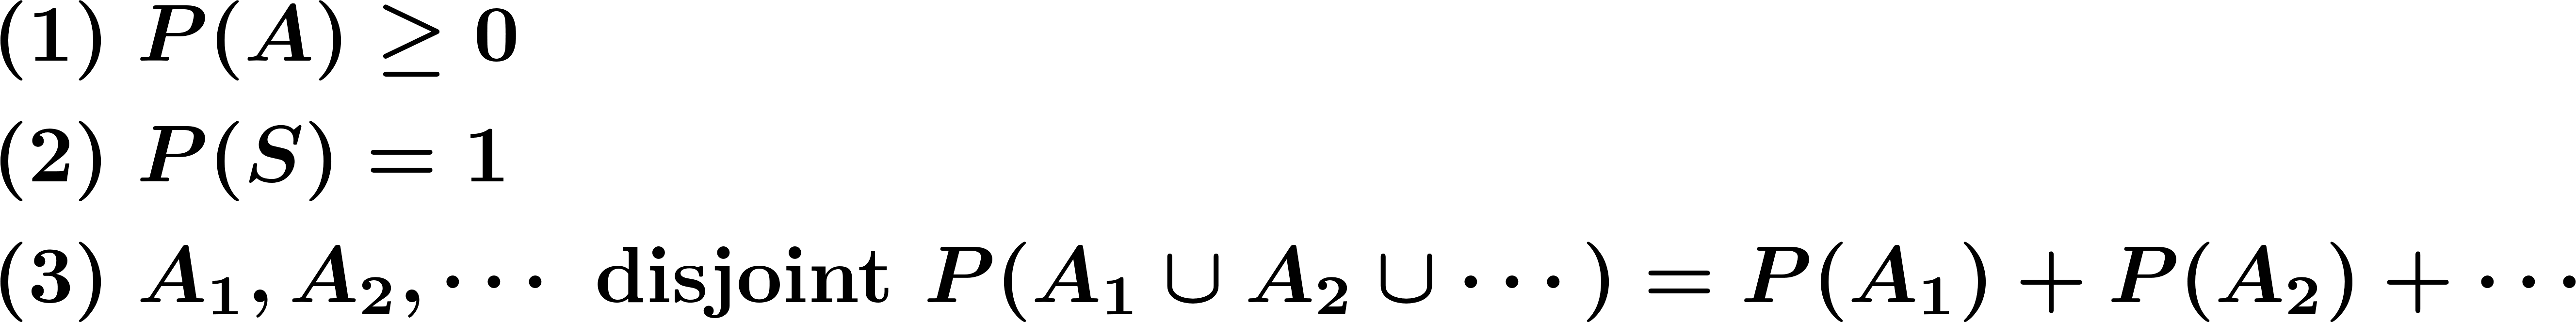 (1) P(A) ≥ 0
(2) P(S) = 1
(3) A₁, A₂, ⋯ disjoint P(A₁ ∪ A₂ ∪ ⋯ ) = P(A₁) + P(A₂) + ⋯